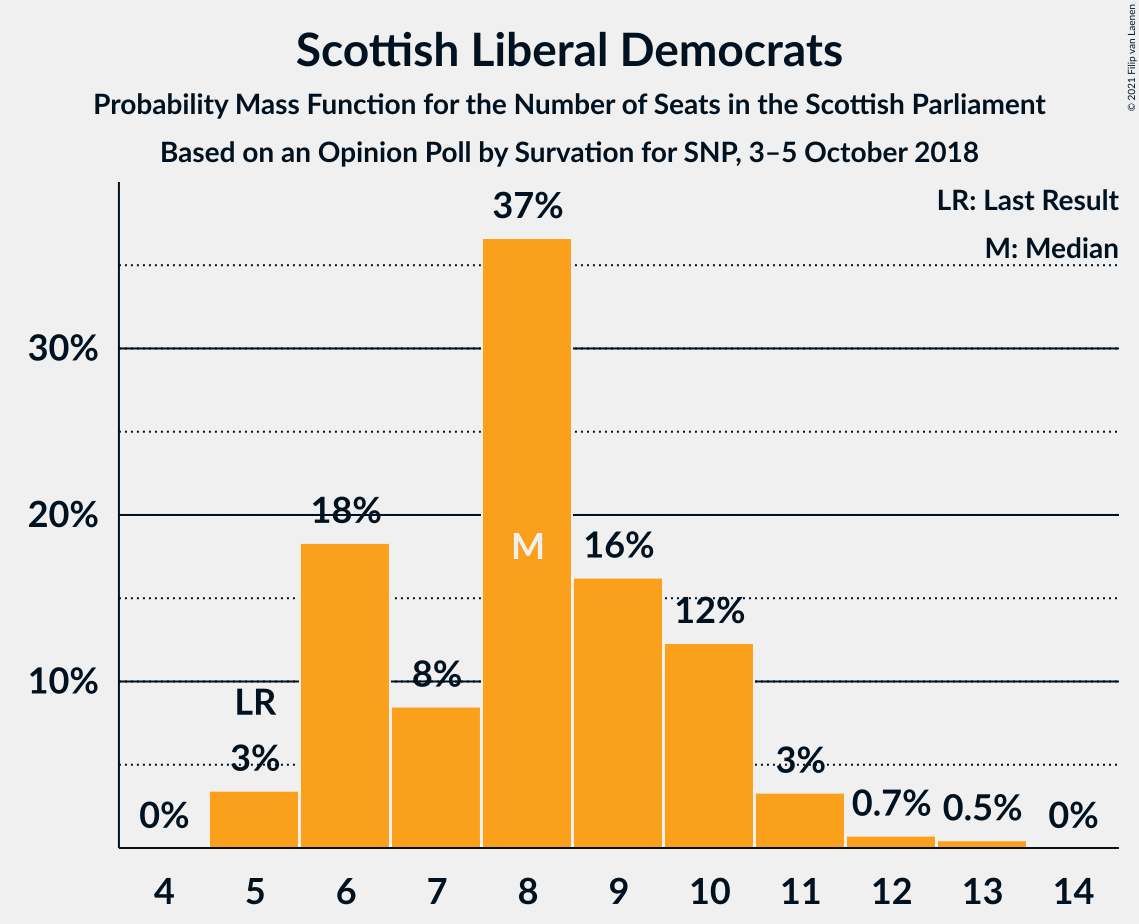 Scottish Liberal Democrats
Probability Mass Function for the Number of Seats in the Scottish Parliament
Based on an Opinion Poll by Survation for SNP, 3–5 October 2018
© 2021 Filip van Laenen
LR: Last Result
M: Median
37%
30%
20%
18%
M
16%
12%
10%
8%
LR
3%
3%
0%
0.7%
0.5%
0%
4 5 6 7 8 9 10 11 12 13 14